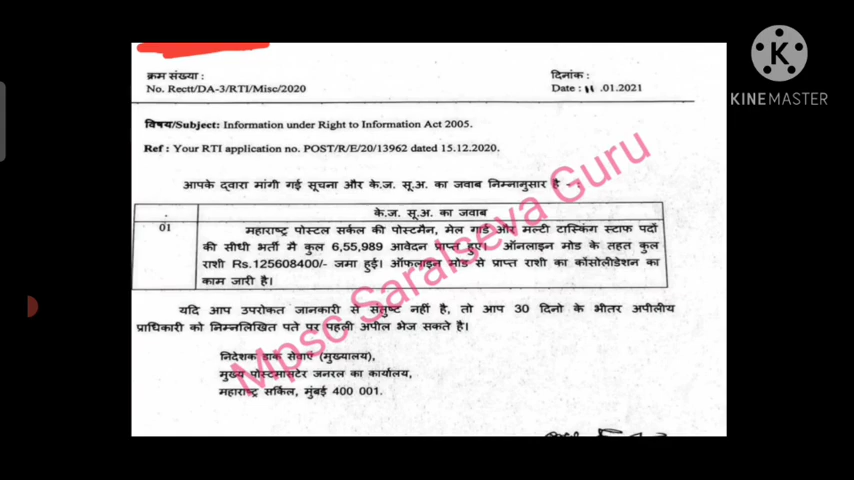 KINEMASTER
क्रम संख्या :
No. Rectt/DA-3/RTI/Misc/2020
दिनांक :
Date : 11 .01.2021
विषय/Subject: Information under Right to Information Act 2005.
Ref : Your RTI application no. POST/R/E/20/13962 dated 15.12.2020.
आपके द्वारा मांगी गई सूचना और के.ज. सू.अ. का जवाब निम्नानुसार है - :
के.ज. सू.अ. का जवाब
01
महाराष्ट्र पोस्टल सर्कल की पोस्टमैन, मेल गार्ड और मल्टी टास्किंग स्टाफ पदों
की सीधी भर्ती मै कुल 6,55,989 आवेदन प्राप्त हुए। ऑनलाइन मोड के तहत कुल
राशी Rs.125608400/- जमा हुई। ऑफलाइन मोड से प्राप्त राशी का कोंसोलीडेशन का
काम जारी है।
यदि आप उपरोक्त जानकारी से संतुष्ट नहीं है, तो आप 30 दिनो के भीतर अपीलीय
प्राधिकारी को निम्नलिखित पते पर पहली अपील भेज सकते है।
निदेशक डाक सेवाएं (मुख्यालय),
मुख्य पोस्टमासटेर जनरल का कार्यालय,
महाराष्ट्र सर्किल, मुंबई 400 001.
Mpsc Saralseva Guru